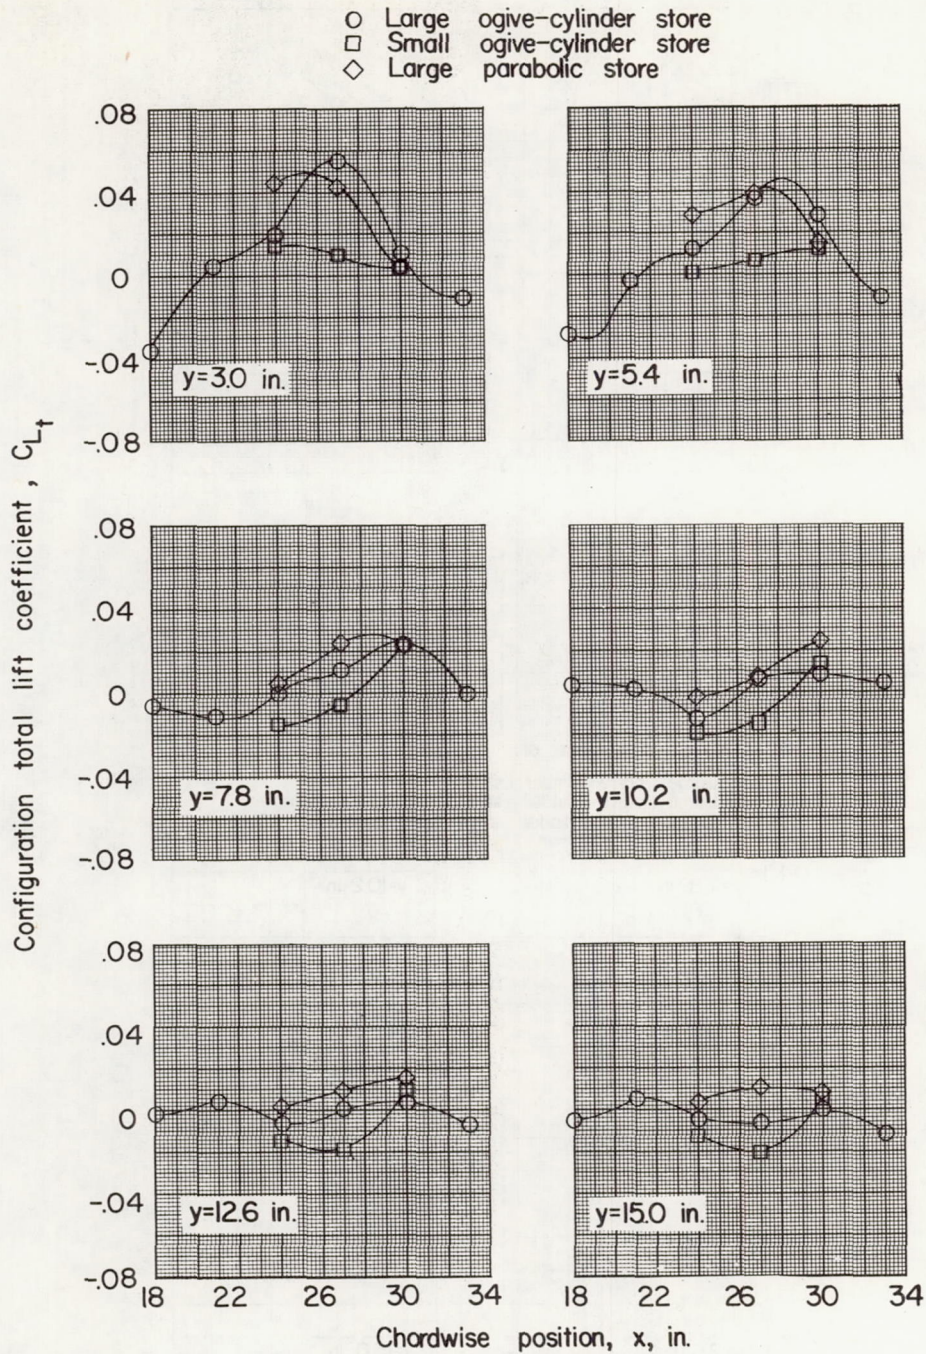 Large ogive-cylinder store
Small ogive-cylinder store
Large parabolic store
.08
.04
0
-.04
-.08
y=3.0 in.
y=5.4 in.
Configuration total lift coefficient, CLt
.08
.04
0
-.04
-.08
y=7.8 in.
y=10.2 in.
.08
.04
0
-.04
-.08
y=12.6 in.
y=15.0 in.
18 22 26 30 34
18 22 26 30 34
Chordwise position, x, in.